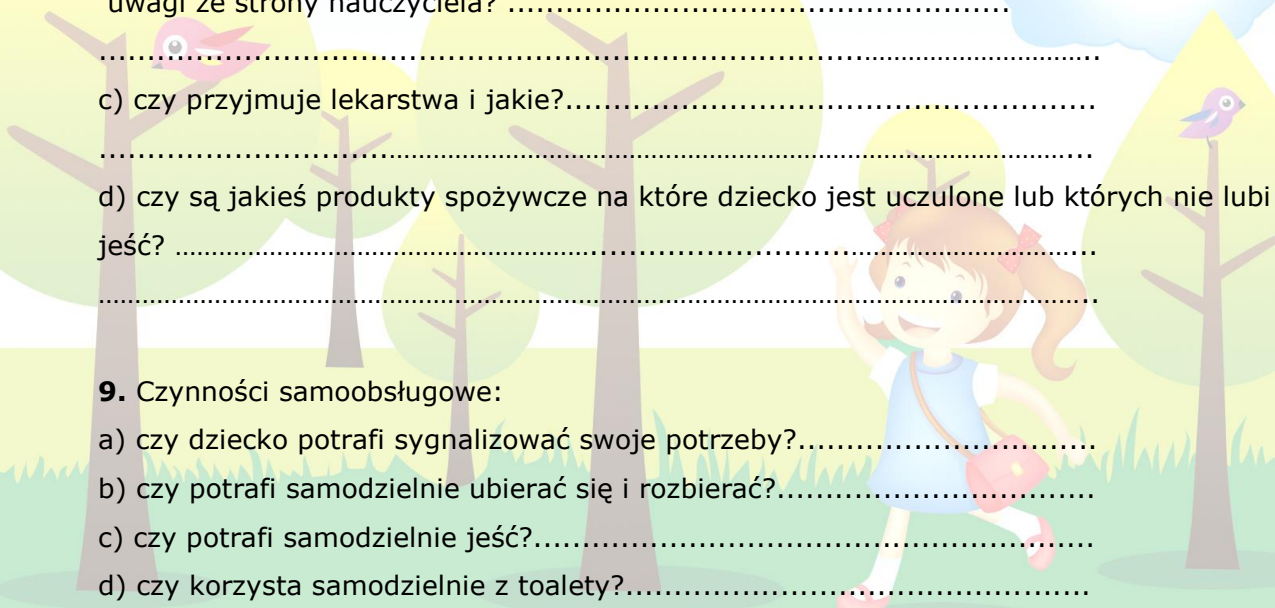 uwagi ze strony nauczyciela? ......................................................
...........................................................................................................
c) czy przyjmuje lekarstwa i jakie?.......................................................
...........................................................................................................
d) czy są jakieś produkty spożywcze na które dziecko jest uczulone lub których nie lubi
jeść? ...................................................................................................
...........................................................................................................
9. Czynności samoobsługowe:
a) czy dziecko potrafi sygnalizować swoje potrzeby?...............................
b) czy potrafi samodzielnie ubierać się i rozbierać?.................................
c) czy potrafi samodzielnie jeść?..........................................................
d) czy korzysta samodzielnie z toalety?................................................